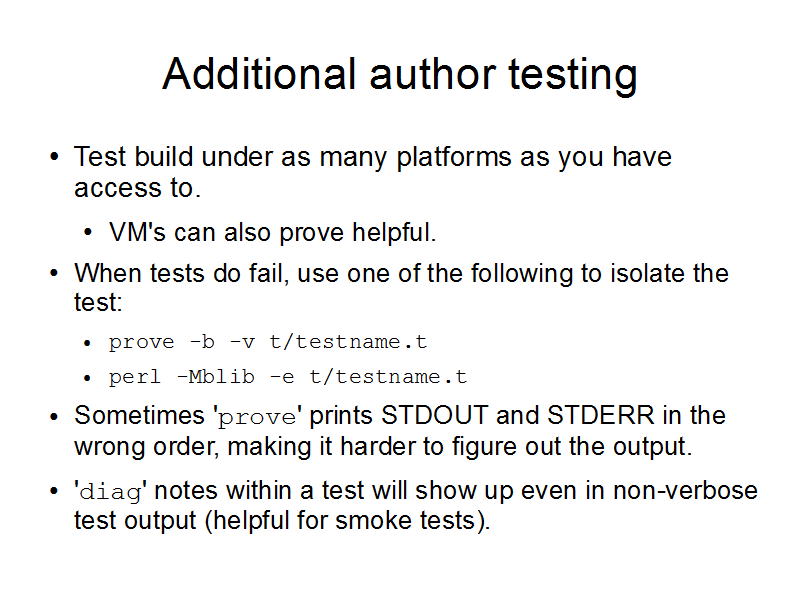 Additional author testing
• Test build under as many platforms as you have
access to.
• VM's can also prove helpful.
• When tests do fail, use one of the following to isolate the
test:
• prove -b -v t/testname.t
• perl -Mblib -e t/testname.t
• Sometimes 'prove' prints STDOUT and STDERR in the
wrong order, making it harder to figure out the output.
• 'diag' notes within a test will show up even in non-verbose
test output (helpful for smoke tests).